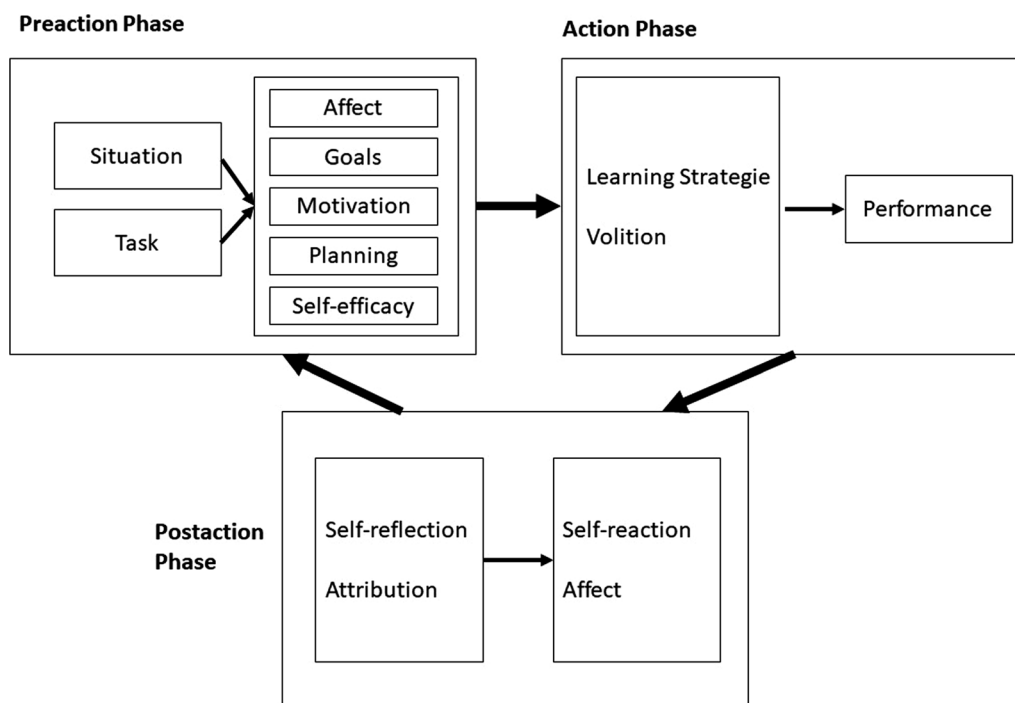 Preaction Phase
Situation
Task
Affect
Goals
Motivation
Planning
Self-efficacy
Action Phase
Learning Strategie
Volition
Performance
Postaction
Phase
Self-reflection
Attribution
Self-reaction
Affect